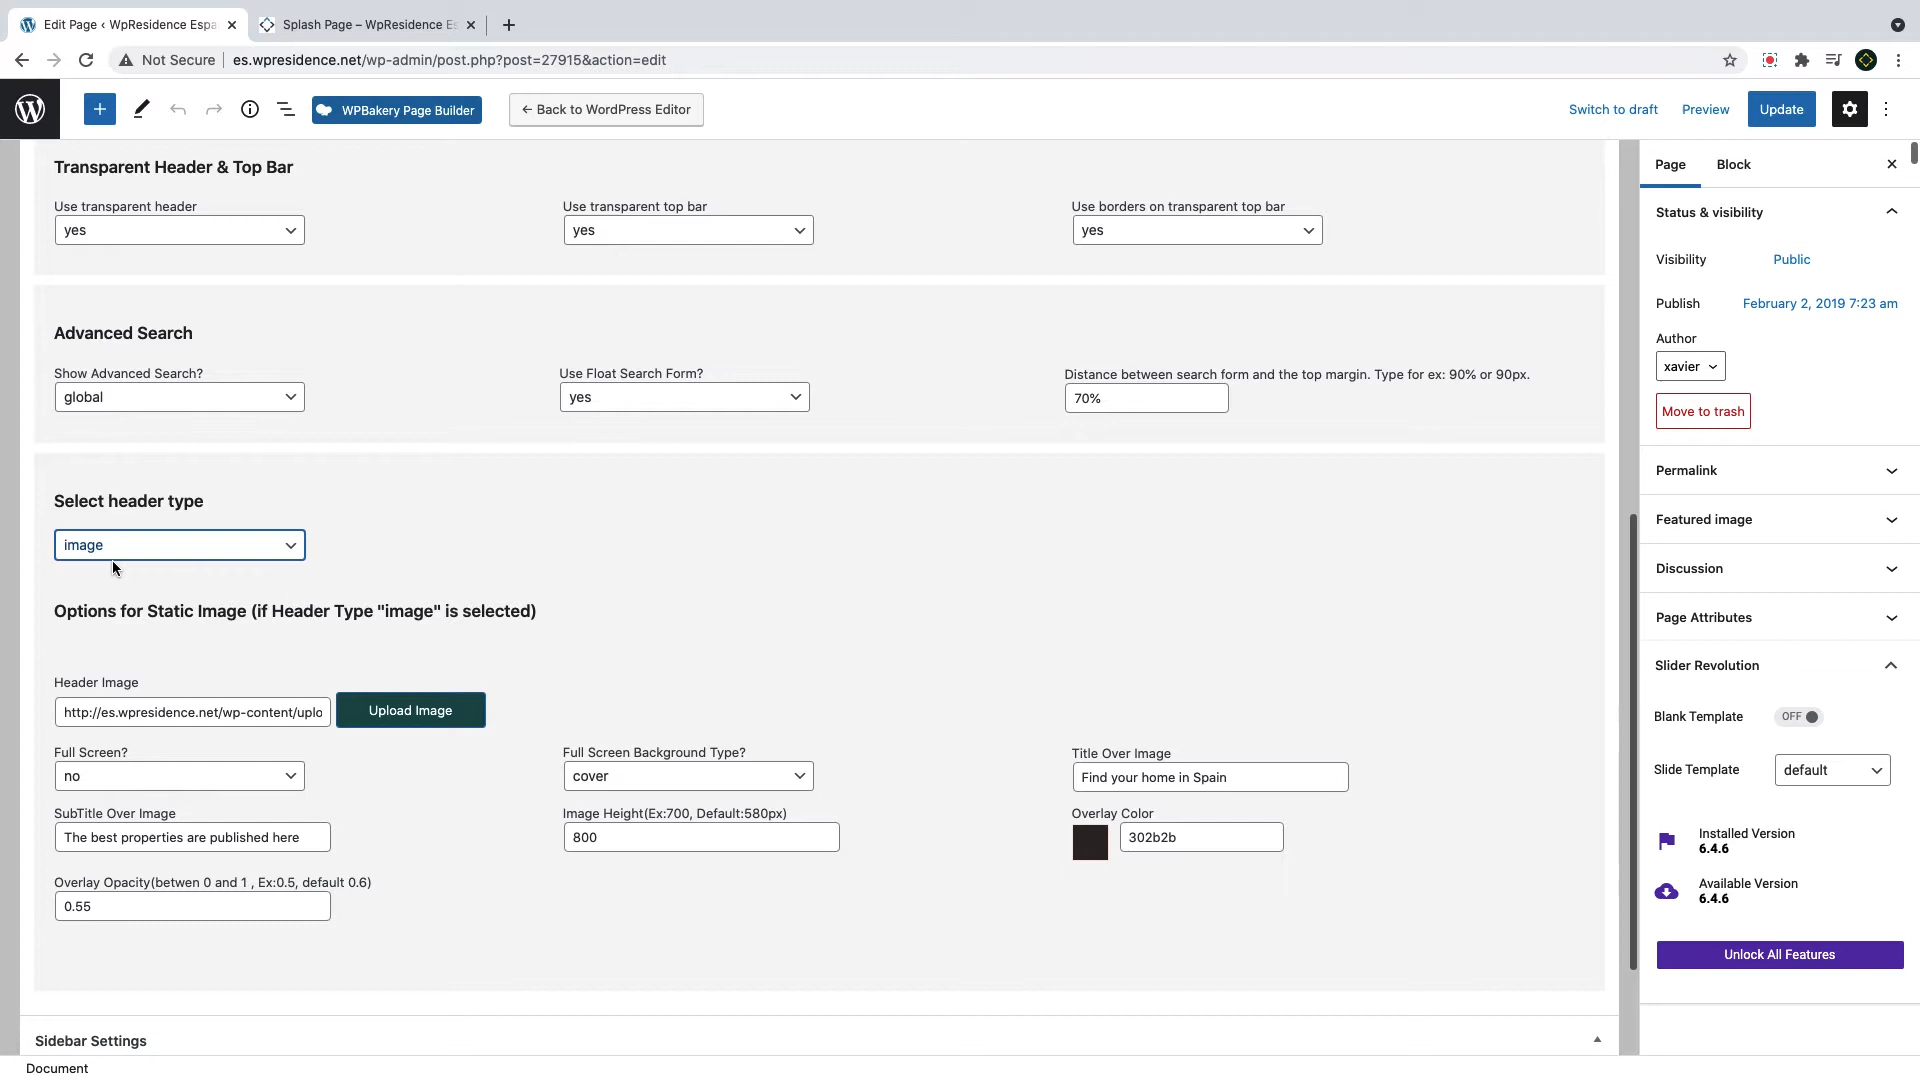 Edit Page ‹ WpResidence Espa
Splash Page – WpResidence Es
Not Secure
es.wpresidence.net/wp-admin/post.php?post=27915&action=edit
WPBakery Page Builder
← Back to WordPress Editor
Switch to draft
Preview
Update
Transparent Header & Top Bar
Use transparent header
Use transparent top bar
Use borders on transparent top bar
yes
yes
yes
Advanced Search
Show Advanced Search?
Use Float Search Form?
Distance between search form and the top margin. Type for ex: 90% or 90px.
global
yes
70%
Select header type
image
Options for Static Image (if Header Type "image" is selected)
Header Image
http://es.wpresidence.net/wp-content/uplo
Upload Image
Full Screen?
Full Screen Background Type?
Title Over Image
no
cover
Find your home in Spain
SubTitle Over Image
Image Height(Ex:700, Default:580px)
Overlay Color
The best properties are published here
800
302b2b
Overlay Opacity(betwen 0 and 1 , Ex:0.5, default 0.6)
0.55
Sidebar Settings
Document
Page
Block
Status & visibility
Visibility
Public
Publish
February 2, 2019 7:23 am
Author
xavier
Move to trash
Permalink
Featured image
Discussion
Page Attributes
Slider Revolution
Blank Template
OFF
Slide Template
default
Installed Version
6.4.6
Available Version
6.4.6
Unlock All Features